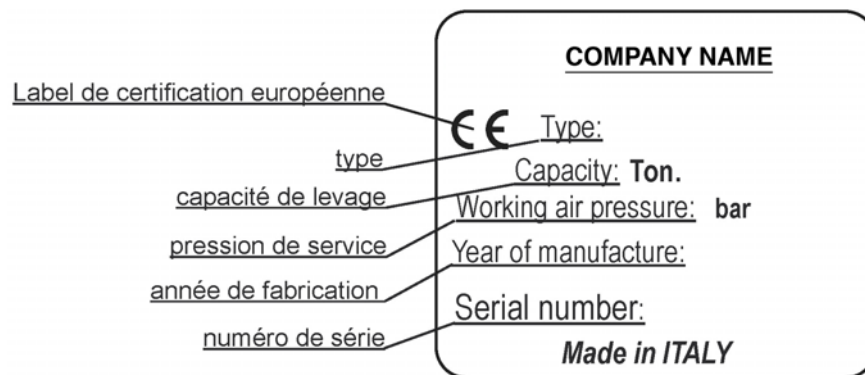 COMPANY NAME
Label de certification européenne
CE Type:
type
Capacity: Ton.
capacité de levage
Working air pressure: bar
pression de service
Year of manufacture:
année de fabrication
Serial number:
numéro de série
Made in ITALY